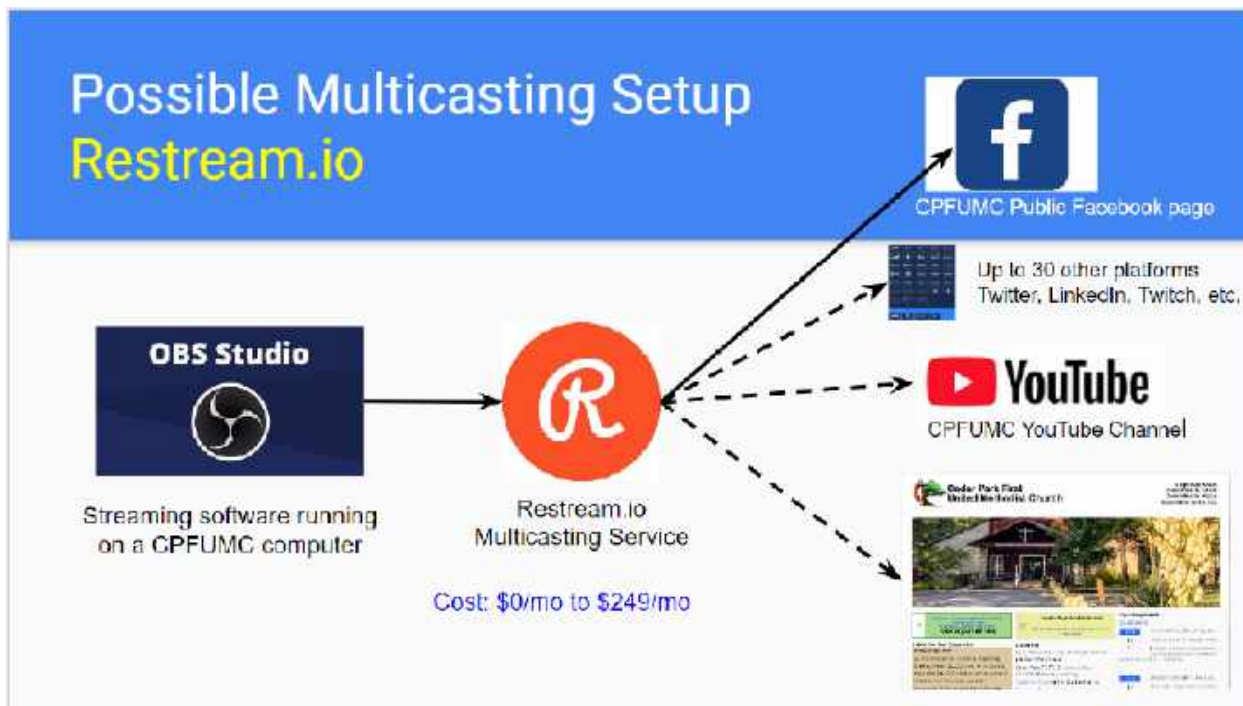 Possible Multicasting Setup
Restream.io
f
CPFUMC Public Facebook page
Up to 30 other platforms
Twitter, LinkedIn, Twitch, etc.
OBS Studio
R
YouTube
CPFUMC YouTube Channel
Streaming software running
on a CPFUMC computer
Restream.io
Multicasting Service
Cost: $0/mo to $249/mo
Cedar Park First
United Methodist Church